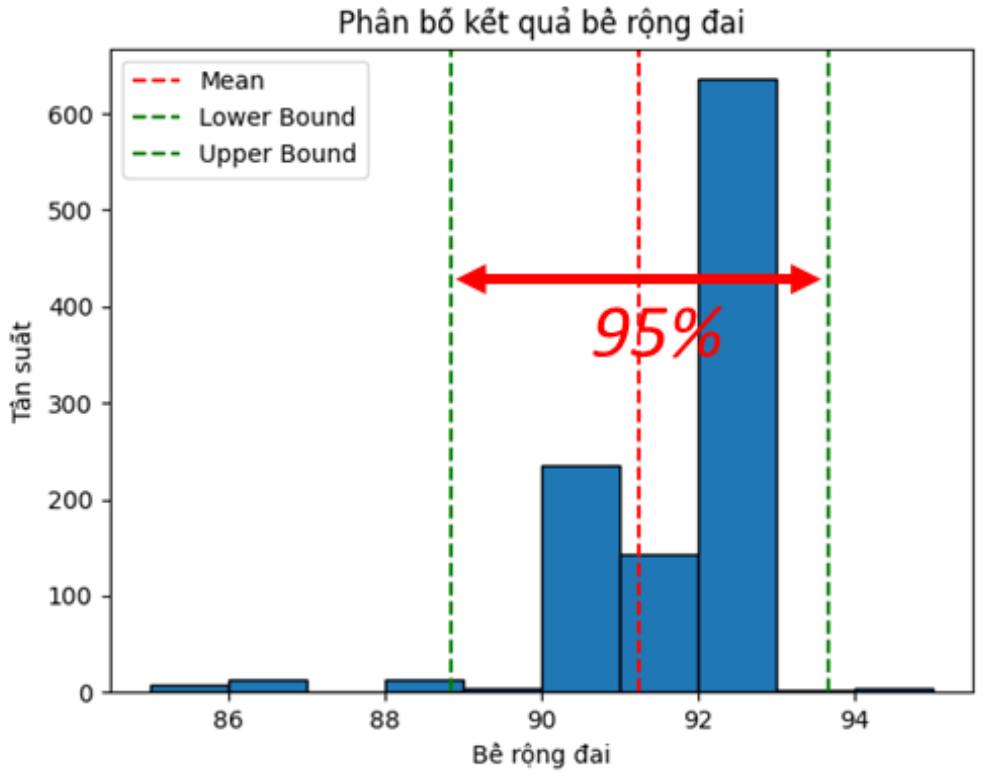 Phân bố kết quả bề rộng đai
Mean
Lower Bound
Upper Bound
600
500
400
300
200
100
0
95%
Tần suất
86
88
90
92
94
Bề rộng đai